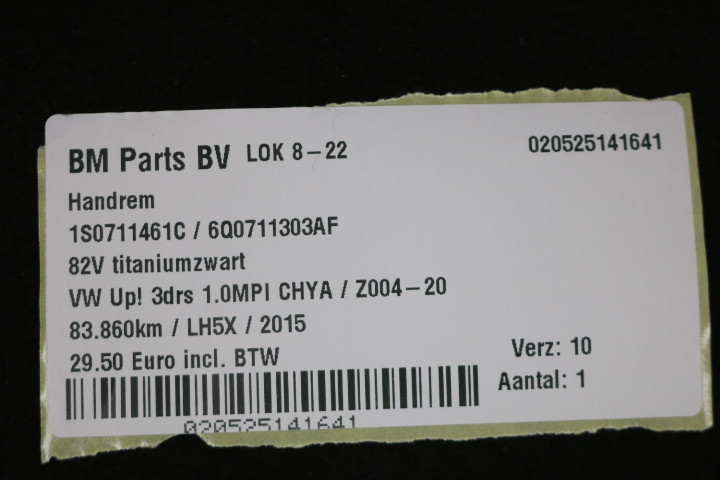 BM Parts BV LOK 8-22 020525141641
Handrem
1S0711461C / 6Q0711303AF
82V titaniumzwart
VW Up! 3drs 1.0MPI CHYA / Z004-20
83.860km / LH5X / 2015
29.50 Euro incl. BTW
Verz: 10
Aantal: 1
020525141641